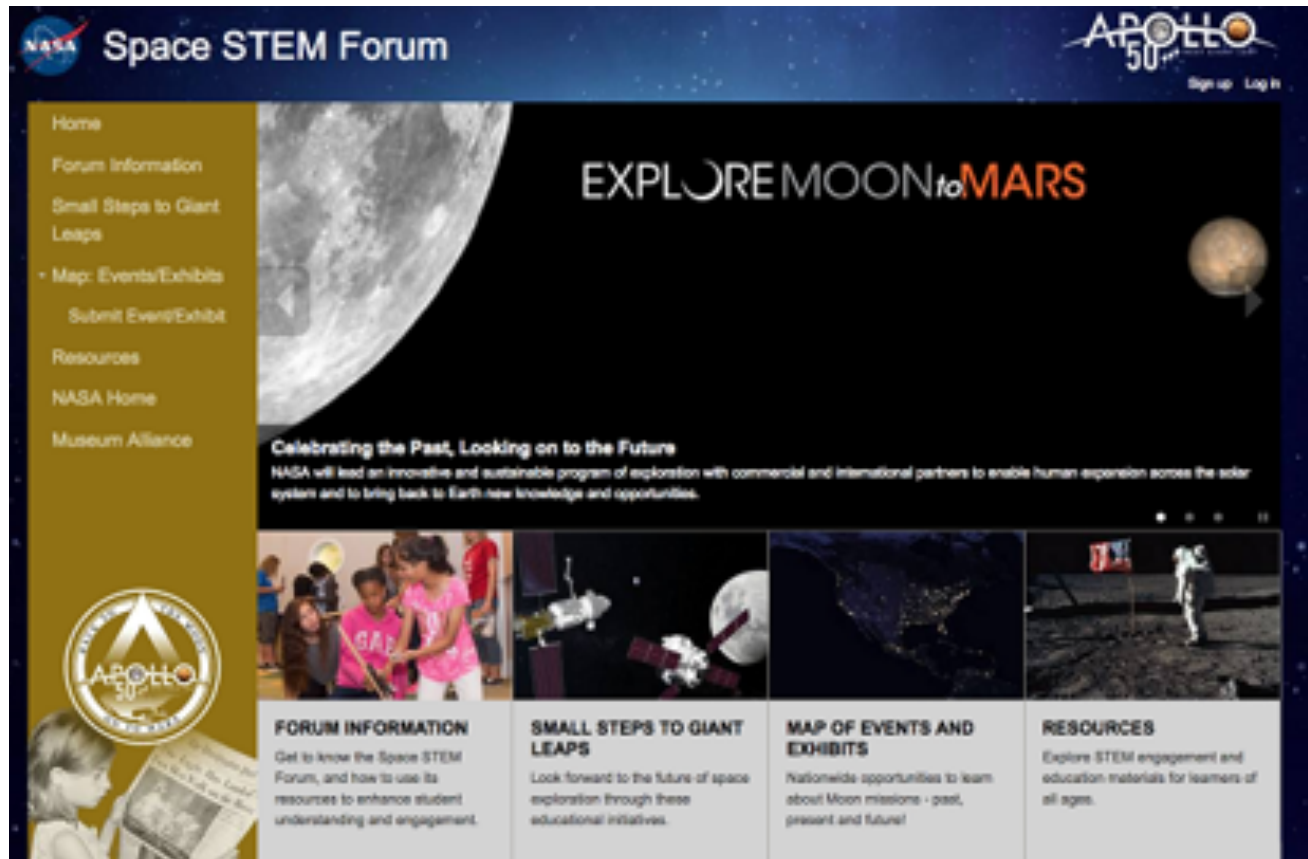 NASA
Space STEM Forum
APOLLO
50
Sign up Log in
Home
Forum Information
Small Steps to Giant
Leaps
Map: Events/Exhibits
Submit Event/Exhibit
Resources
NASA Home
Museum Alliance
EXPLORE MOON to MARS
Celebrating the Past, Looking on to the Future
NASA will lead an innovative and sustainable program of exploration with commercial and international partners to enable human expansion across the solar
system and to bring back to Earth new knowledge and opportunities.
APOLLO
50
GAP
FORUM INFORMATION
Get to know the Space STEM
Forum, and how to use its
resources to enhance student
understanding and engagement.
SMALL STEPS TO GIANT
LEAPS
Look forward to the future of space
exploration through these
educational initiatives.
MAP OF EVENTS AND
EXHIBITS
Nationwide opportunities to learn
about Moon missions - past,
present and future!
RESOURCES
Explore STEM engagement and
education materials for learners of
all ages.